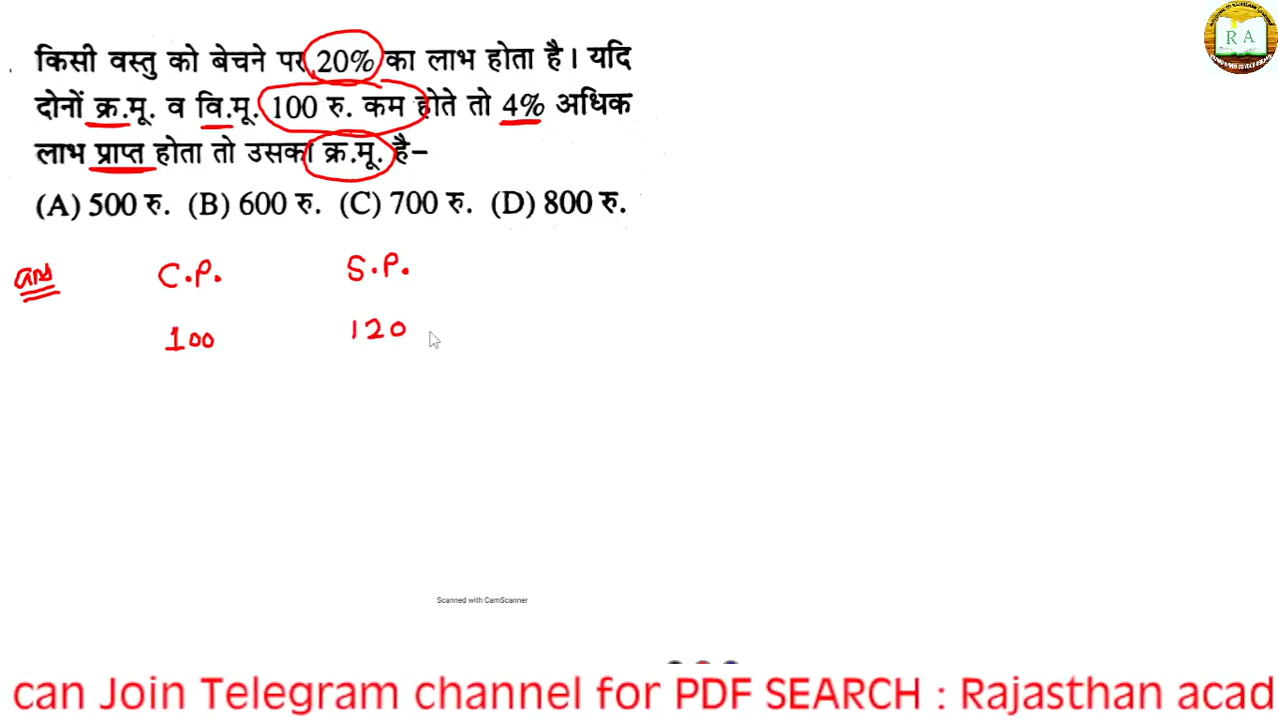 किसी वस्तु को बेचने पर 20% का लाभ होता है। यदि
दोनों क्र.मू. व वि.मू. 100 रु. कम होते तो 4% अधिक
लाभ प्राप्त होता तो उसका क्र.मू. है–
(A) 500 रु. (B) 600 रु. (C) 700 रु. (D) 800 रु.
C.P. S.P.
100 120
R A
Scanned with CamScanner
can Join Telegram channel for PDF SEARCH : Rajasthan acad